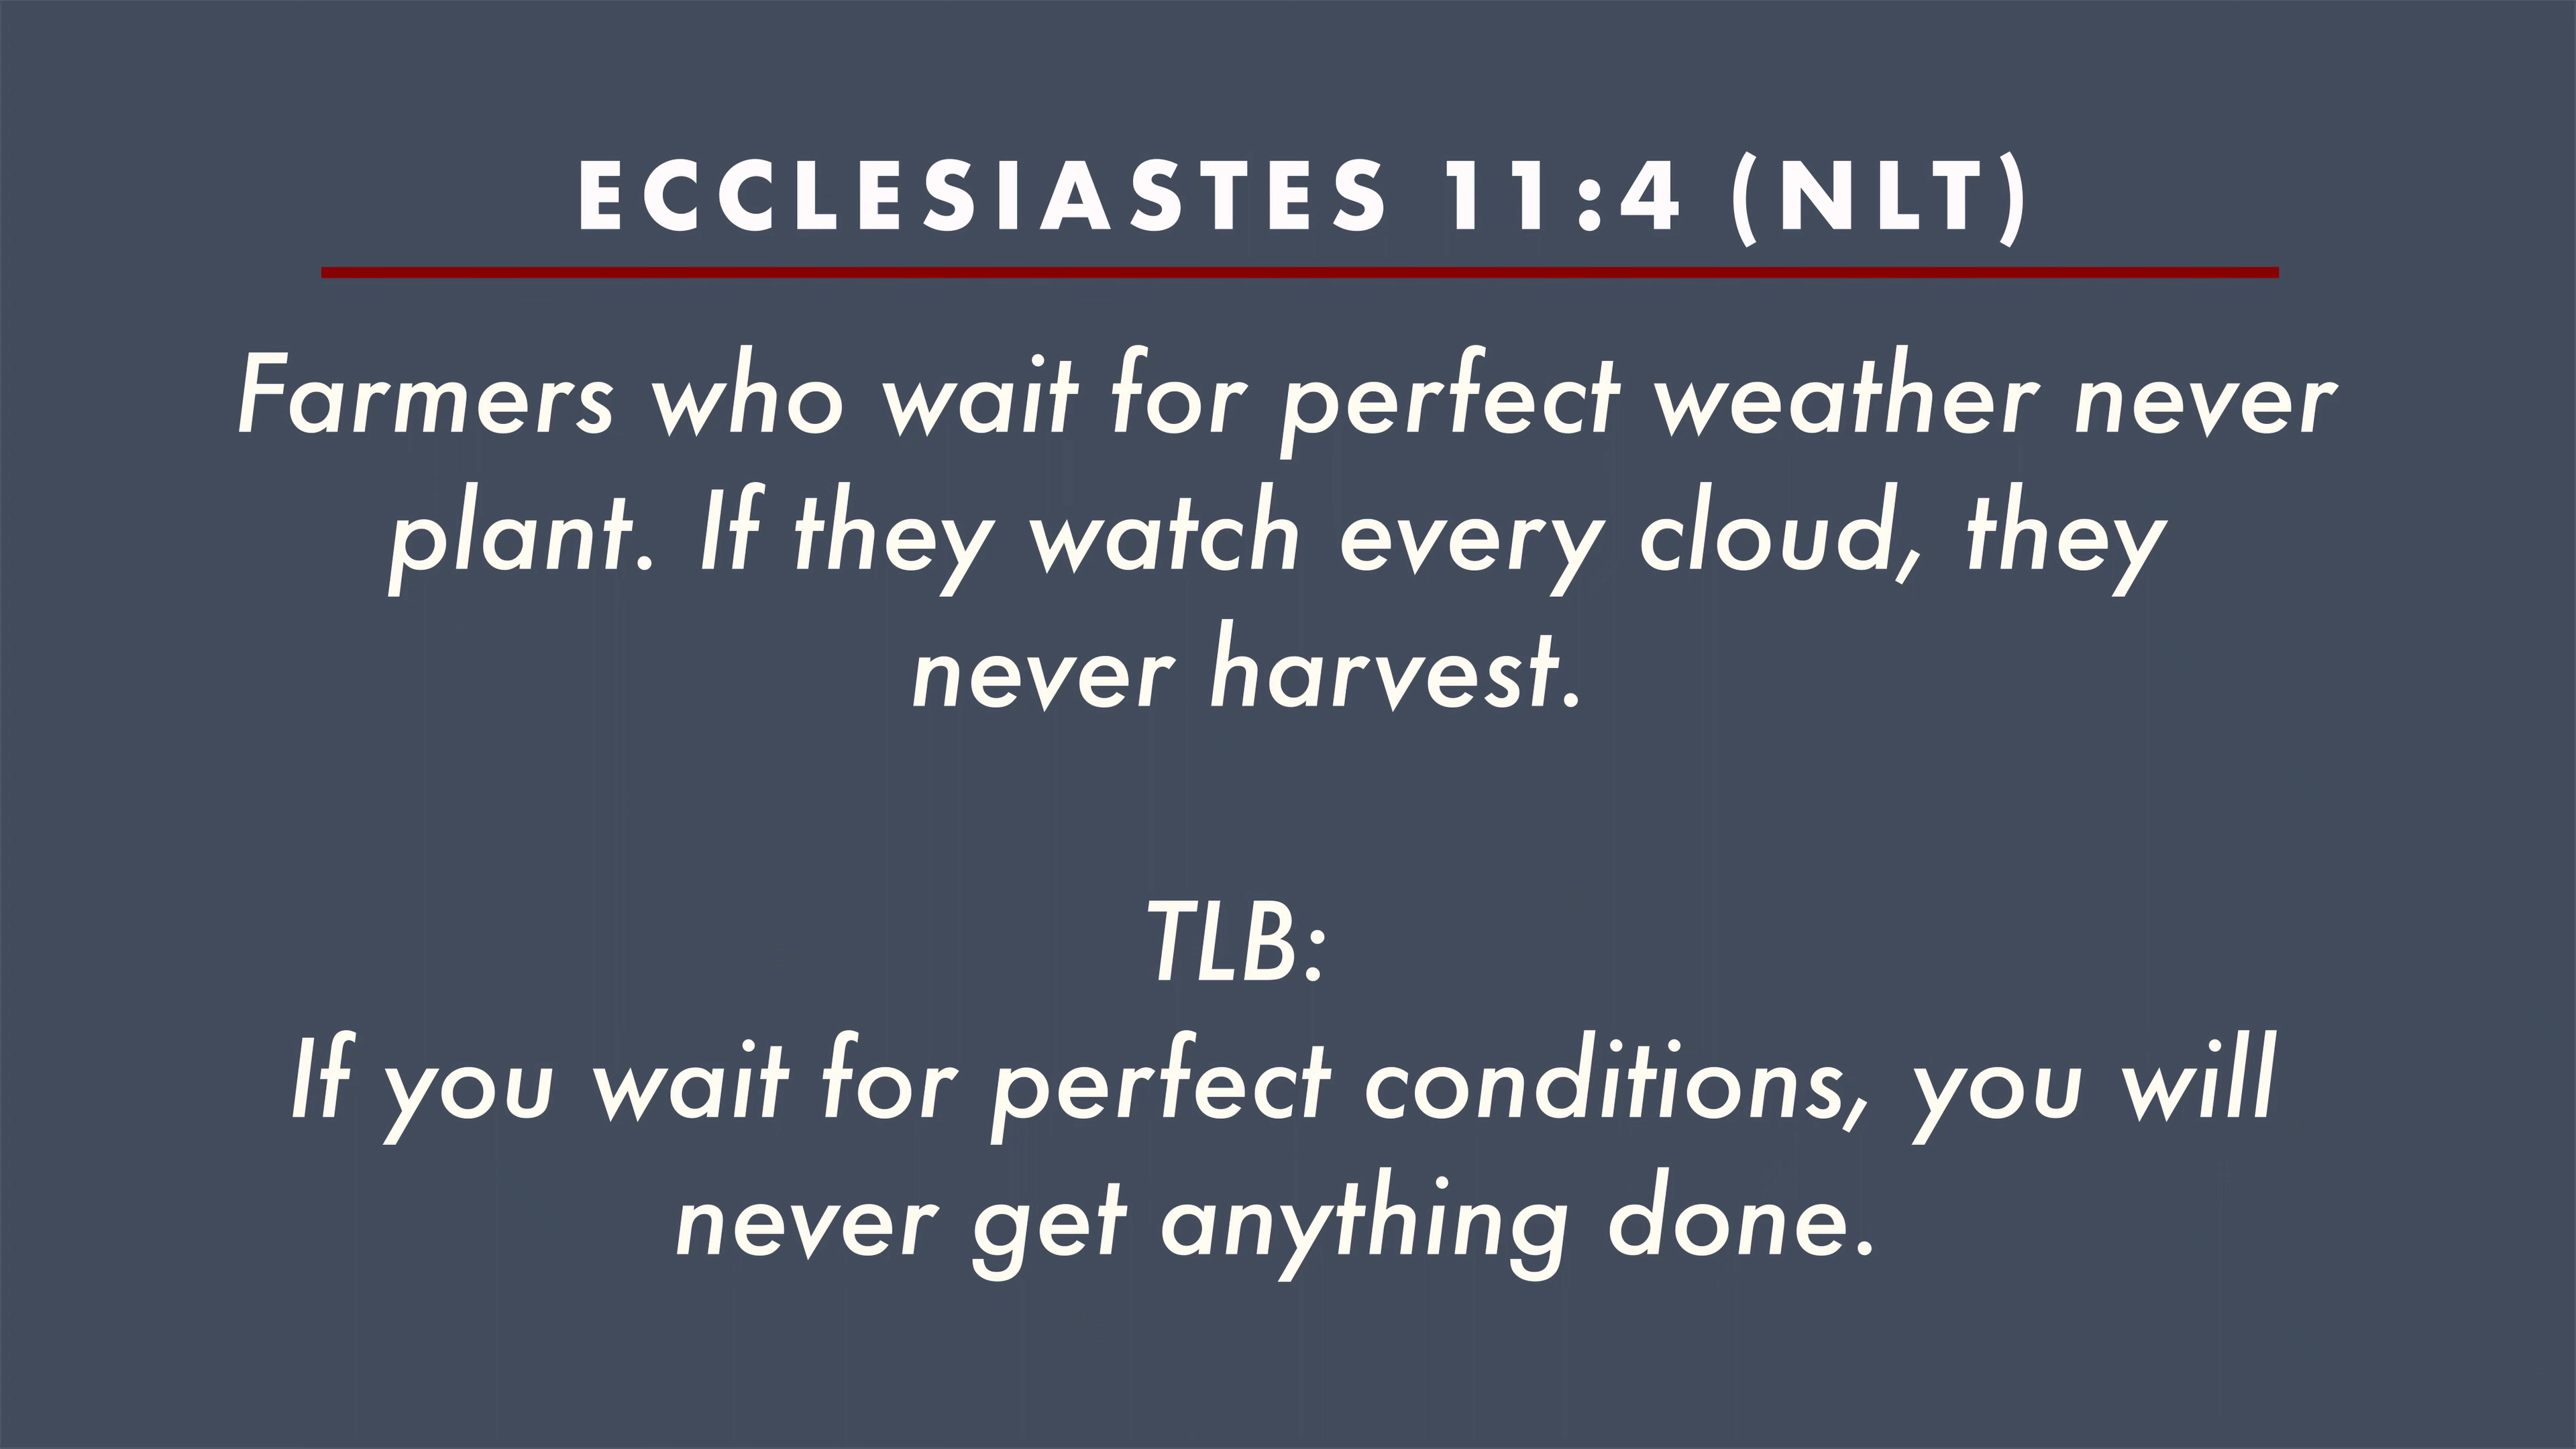 ECCLESIASTES 11:4 (NLT)
Farmers who wait for perfect weather never
plant. If they watch every cloud, they
never harvest.
TLB:
If you wait for perfect conditions, you will
never get anything done.